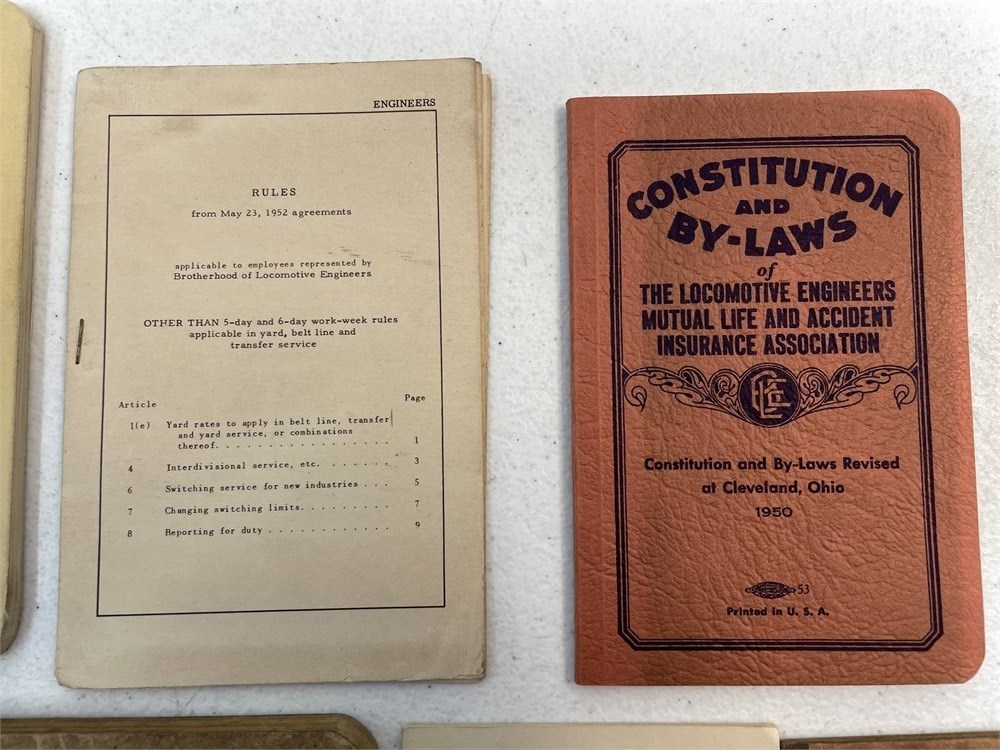 ENGINEERS
RULES
from May 23, 1952 agreements
applicable to employees represented by
Brotherhood of Locomotive Engineers
OTHER THAN 5-day and 6-day work-week rules
applicable in yard, belt line and
transfer service
Article Page
1(e) Yard rates to apply in belt line, transfer
and yard service, or combinations
thereof. . . . . . . . . . . . . . . . . . 1
4 Interdivisional service, etc. . . . . . . 3
6 Switching service for new industries . . . 5
7 Changing switching limits. . . . . . . . . 7
8 Reporting for duty . . . . . . . . . . . . 9
CONSTITUTION
AND
BY-LAWS
of
THE LOCOMOTIVE ENGINEERS
MUTUAL LIFE AND ACCIDENT
INSURANCE ASSOCIATION
Constitution and By-Laws Revised
at Cleveland, Ohio
1950
53
Printed in U. S. A.